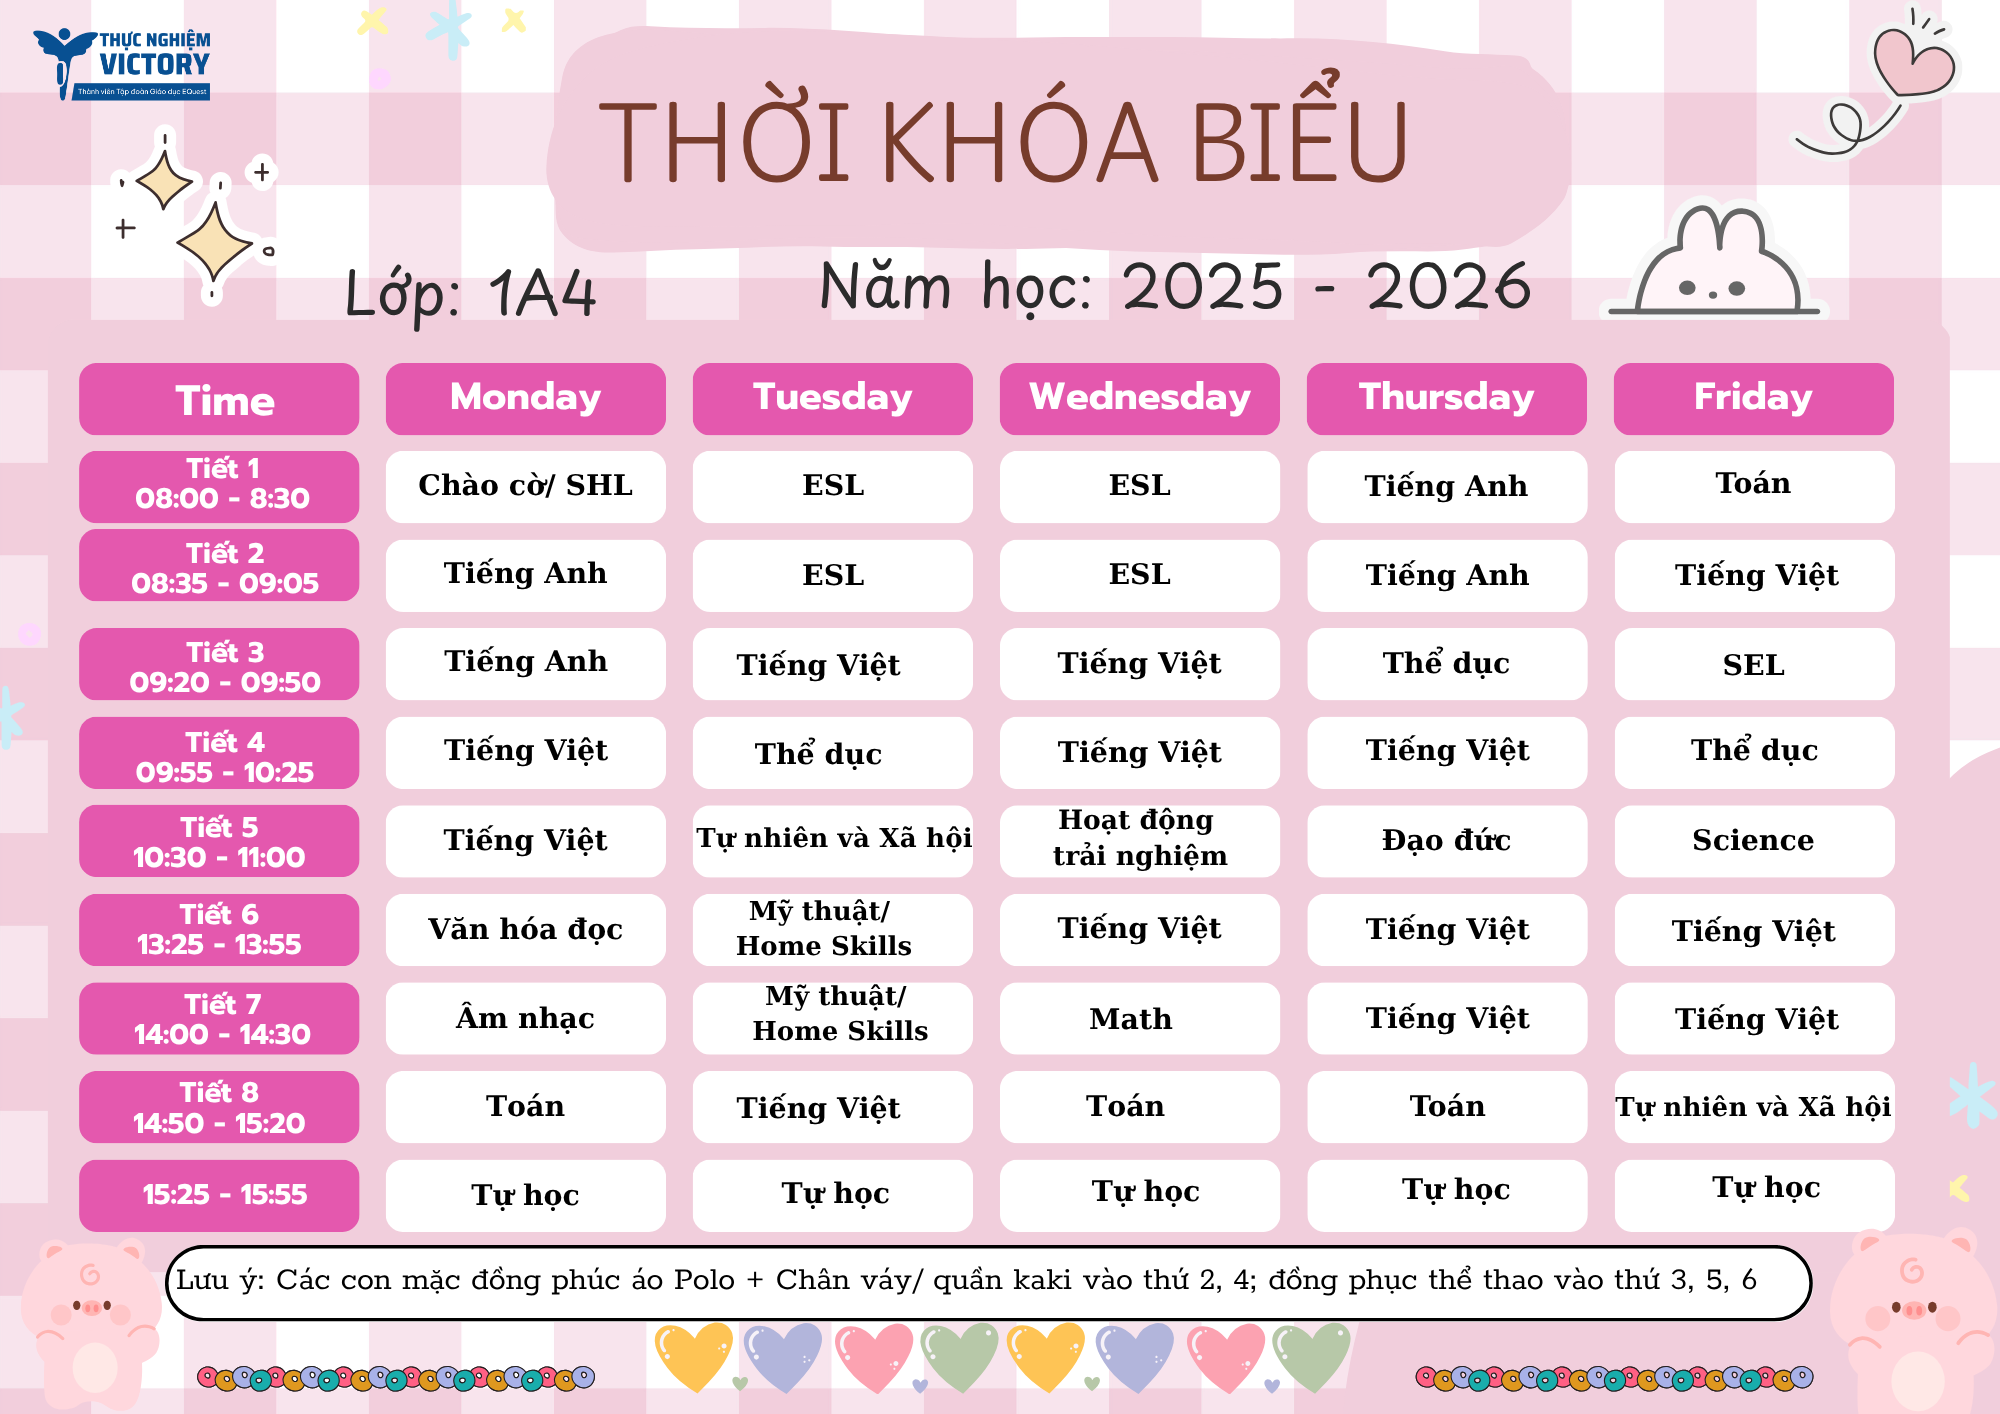 THỰC NGHIỆM
VICTORY
Thành viên Tập đoàn Giáo dục EQuest
THỜI KHÓA BIỂU
Lớp: 1A4
Năm học: 2025 - 2026
Time Monday Tuesday Wednesday Thursday Friday
Tiết 1
08:00 - 8:30
Chào cờ/ SHL ESL ESL Tiếng Anh Toán
Tiết 2
08:35 - 09:05
Tiếng Anh ESL ESL Tiếng Anh Tiếng Việt
Tiết 3
09:20 - 09:50
Tiếng Anh Tiếng Việt Tiếng Việt Thể dục SEL
Tiết 4
09:55 - 10:25
Tiếng Việt Thể dục Tiếng Việt Tiếng Việt Thể dục
Tiết 5
10:30 - 11:00
Tiếng Việt Tự nhiên và Xã hội
Hoạt động
trải nghiệm
Đạo đức Science
Tiết 6
13:25 - 13:55
Văn hóa đọc
Mỹ thuật/
Home Skills
Tiếng Việt Tiếng Việt Tiếng Việt
Tiết 7
14:00 - 14:30
Âm nhạc
Mỹ thuật/
Home Skills
Math Tiếng Việt Tiếng Việt
Tiết 8
14:50 - 15:20
Toán Tiếng Việt Toán Toán Tự nhiên và Xã hội
15:25 - 15:55 Tự học Tự học Tự học Tự học Tự học
Lưu ý: Các con mặc đồng phúc áo Polo + Chân váy/ quần kaki vào thứ 2, 4; đồng phục thể thao vào thứ 3, 5, 6